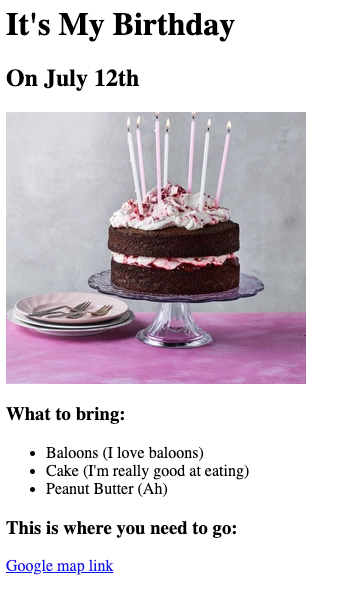 It's My Birthday
On July 12th
What to bring:
Baloons (I love baloons)
Cake (I'm really good at eating)
Peanut Butter (Ah)
This is where you need to go:
Google map link